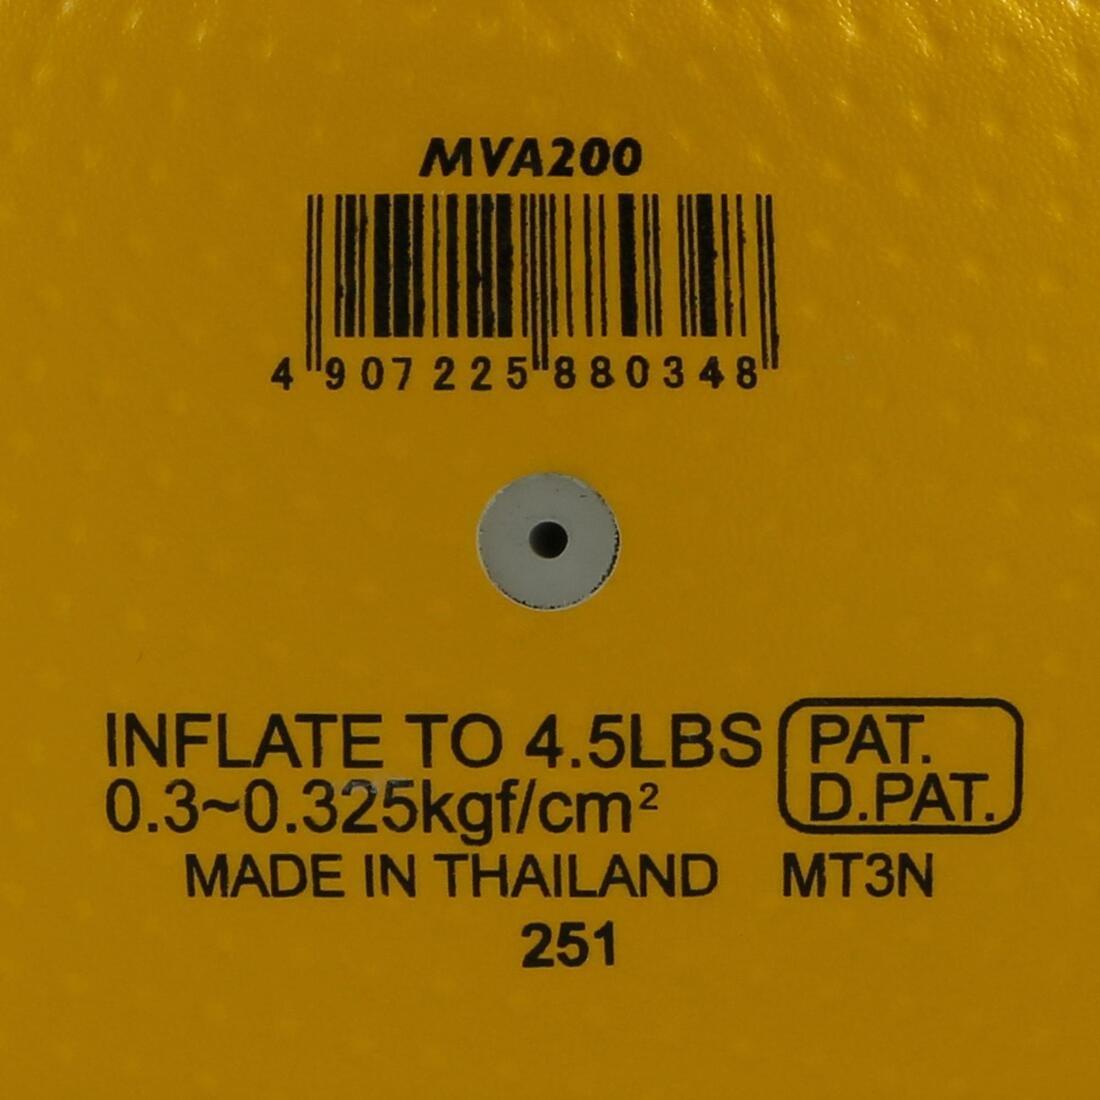 MVA200
4 907225 880348
INFLATE TO 4.5LBS
0.3~0.325kgf/cm²
PAT.
D.PAT.
MADE IN THAILAND MT3N
251